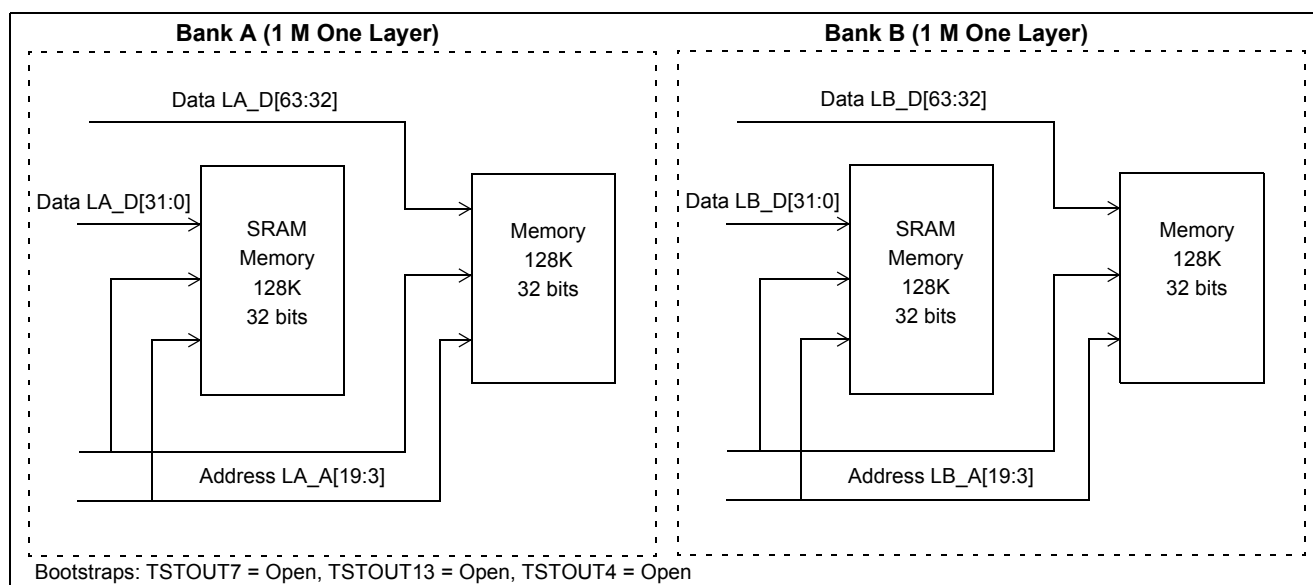 Bank A (1 M One Layer)
Data LA_D[63:32]
Data LA_D[31:0]
SRAM
Memory
128K
32 bits
Memory
128K
32 bits
Address LA_A[19:3]
Bank B (1 M One Layer)
Data LB_D[63:32]
Data LB_D[31:0]
SRAM
Memory
128K
32 bits
Memory
128K
32 bits
Address LB_A[19:3]
Bootstraps: TSTOUT7 = Open, TSTOUT13 = Open, TSTOUT4 = Open